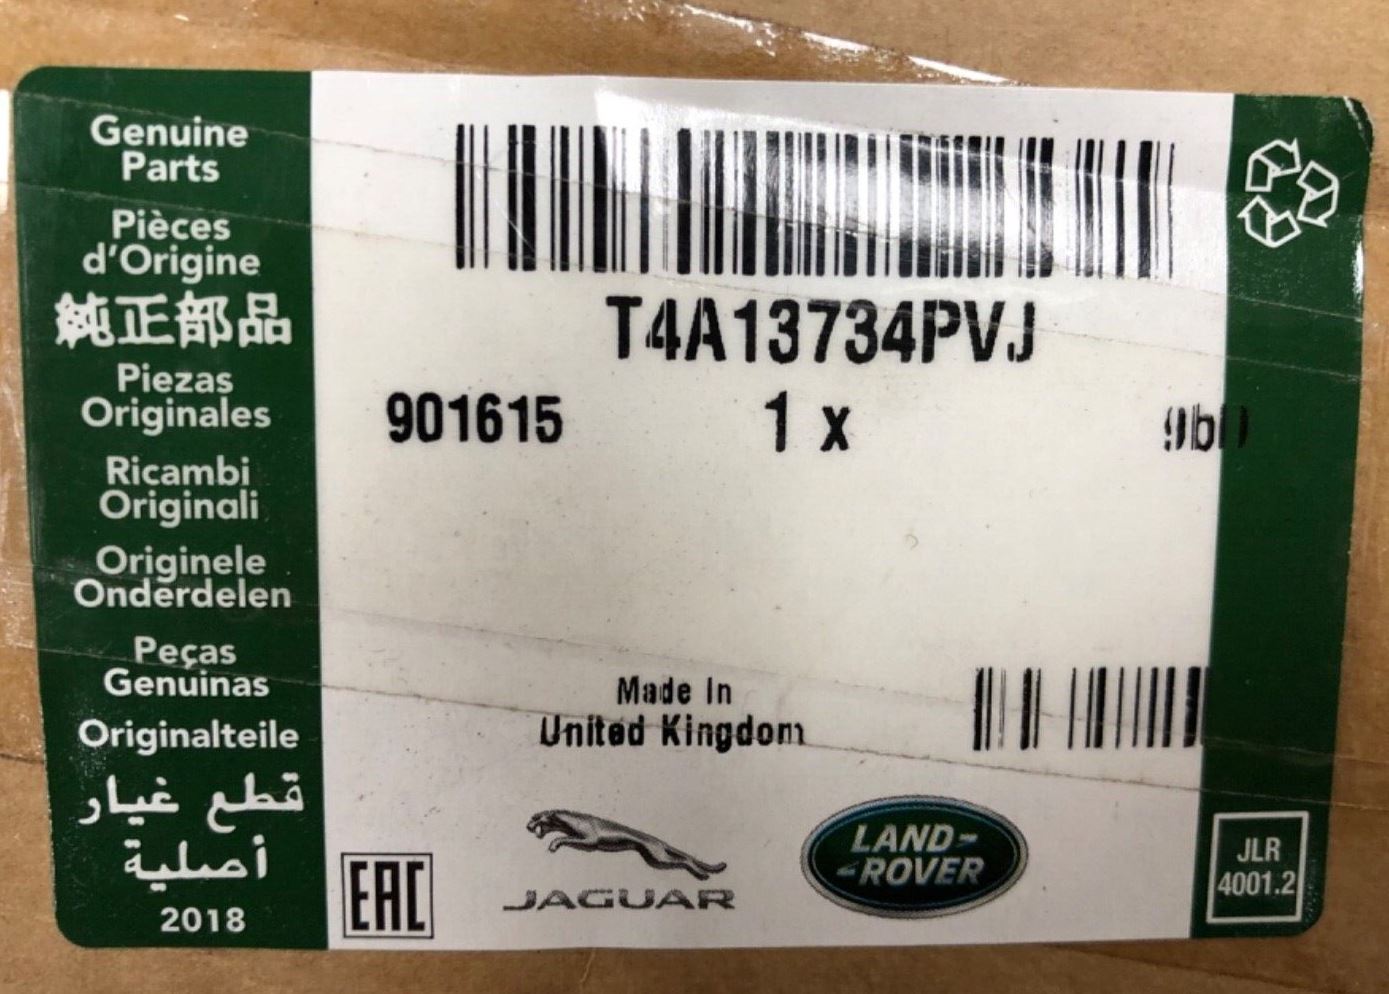 Genuine
Parts
Pièces
d'Origine
純正部品
Piezas
Originales
Ricambi
Originali
Originele
Onderdelen
Peças
Genuinas
Originalteile
قطع غيار
أصلية
2018
T4A13734PVJ
901615
1 x
Made In
United Kingdom
EAC
JAGUAR
LAND-
-ROVER
JLR
4001.2